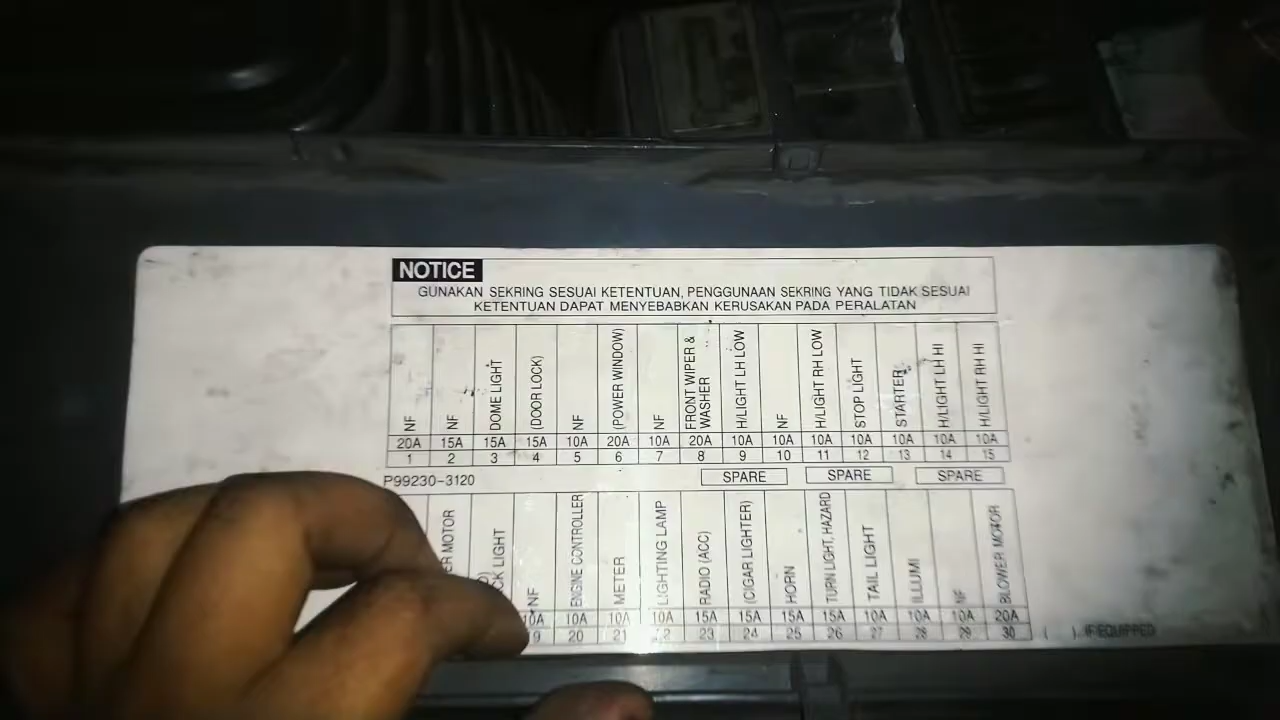 NOTICE
GUNAKAN SEKRING SESUAI KETENTUAN, PENGGUNAAN SEKRING YANG TIDAK SESUAI
KETENTUAN DAPAT MENYEBABKAN KERUSAKAN PADA PERALATAN
NF NF DOME LIGHT (DOOR LOCK) NF (POWER WINDOW) NF FRONT WIPER & WASHER H/LIGHT LH LOW NF H/LIGHT RH LOW STOP LIGHT STARTER H/LIGHT LH HI H/LIGHT RH HI
20A 15A 15A 15A 10A 20A 10A 20A 10A 10A 10A 10A 10A 10A 10A
1 2 3 4 5 6 7 8 9 10 11 12 13 14 15
P99230-3120 SPARE SPARE SPARE
MOTOR LIGHT NF ENGINE CONTROLLER METER LIGHTING LAMP RADIO (ACC) (CIGAR LIGHTER) HORN TURN LIGHT, HAZARD TAIL LIGHT ILLUMI NF BLOWER MOTOR
10A 10A 10A 10A 15A 15A 15A 15A 10A 10A 10A 20A
20 21 23 24 25 26 27 28 29 30 ( ) .IF EQUIPPED